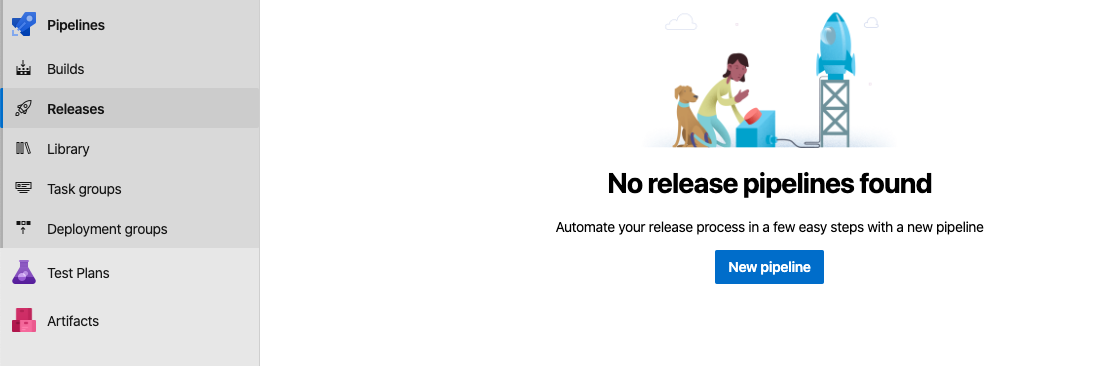 Pipelines
Builds
Releases
Library
Task groups
Deployment groups
Test Plans
Artifacts
No release pipelines found
Automate your release process in a few easy steps with a new pipeline
New pipeline